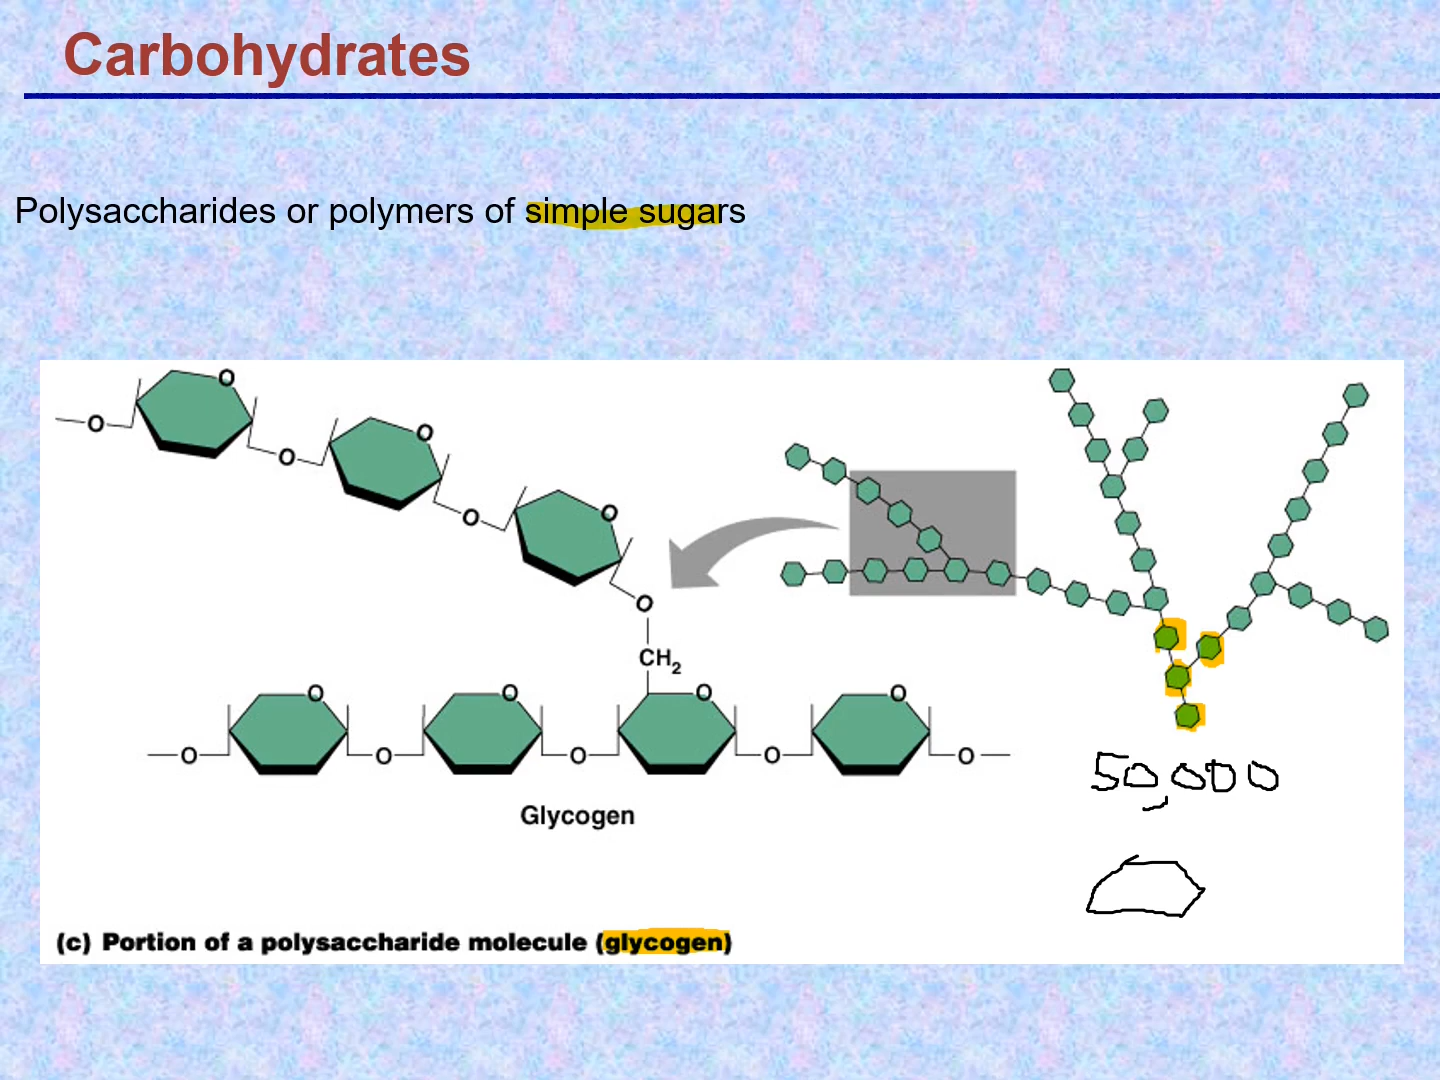 Carbohydrates
Polysaccharides or polymers of simple sugars
O
O
O
O
O
O
O
CH2
O
O
O
O
O
O
O
O
O
Glycogen
50,000
(c) Portion of a polysaccharide molecule (glycogen)